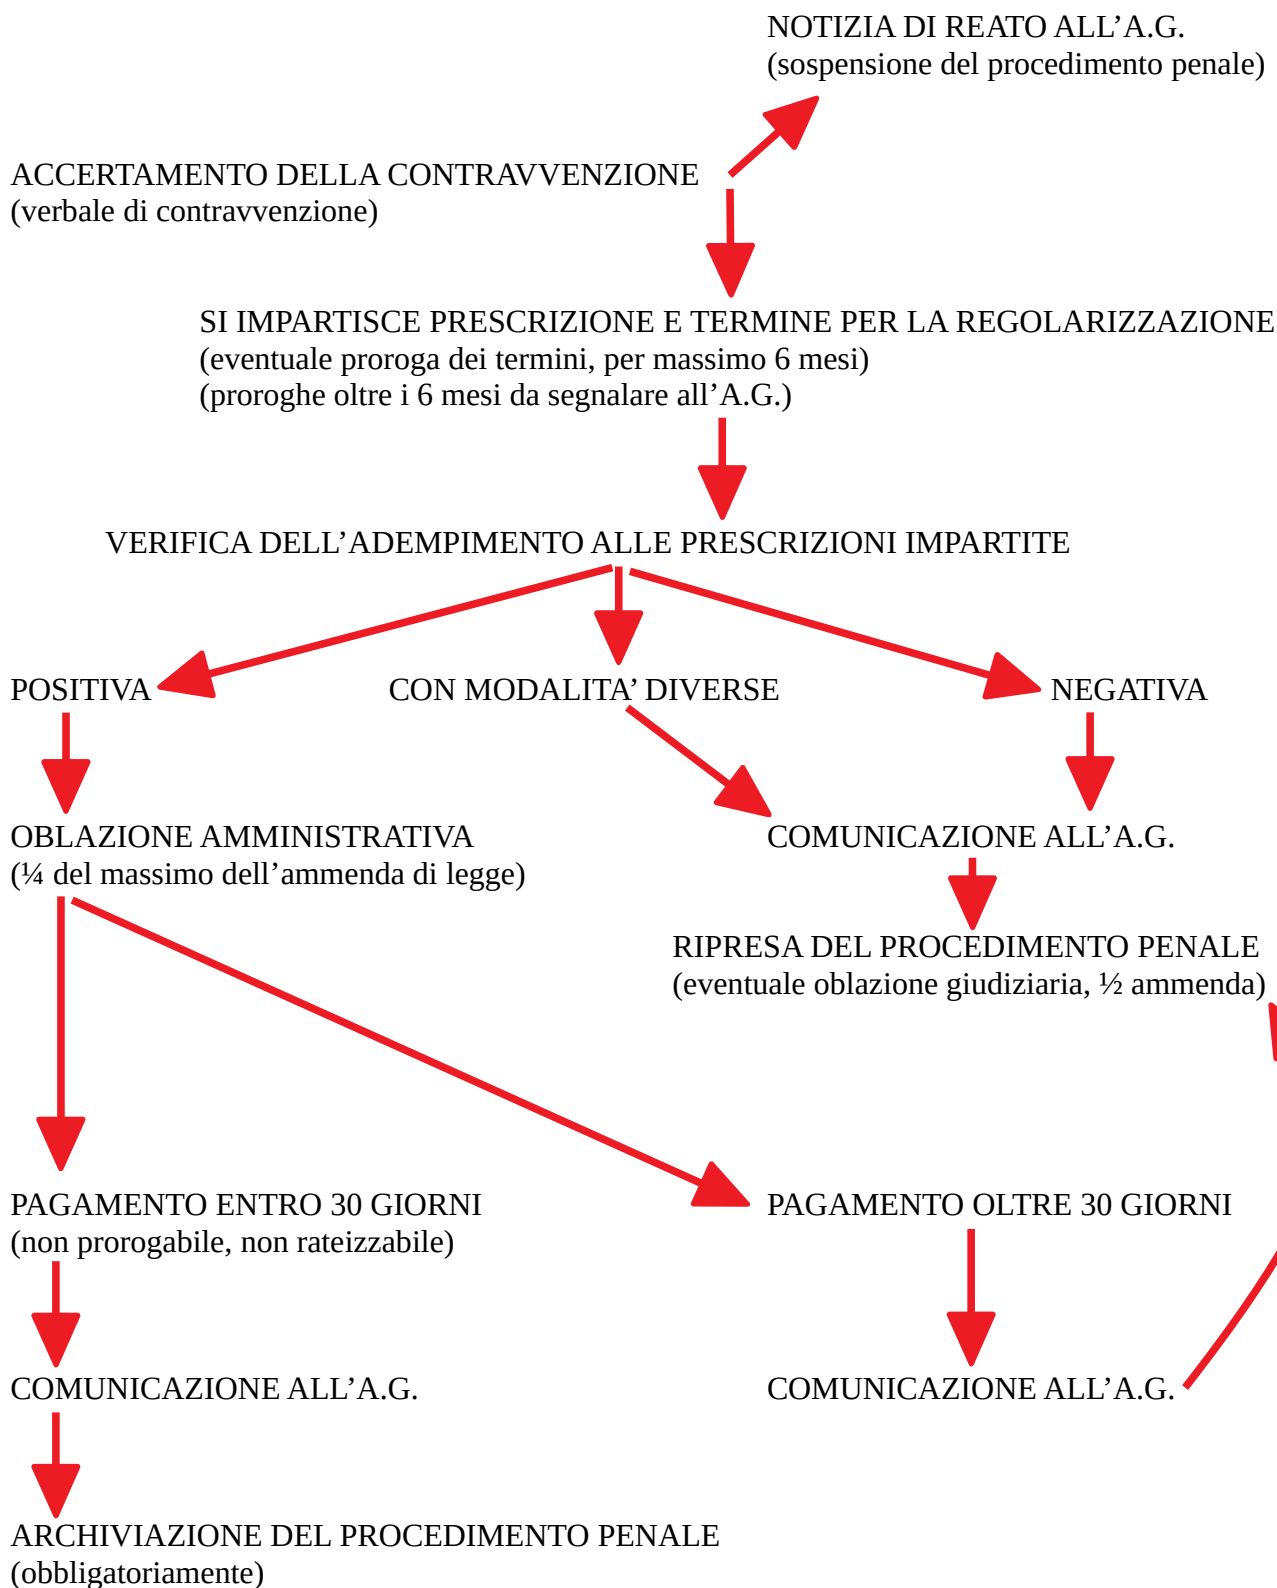 NOTIZIA DI REATO ALL’A.G.
(sospensione del procedimento penale)
ACCERTAMENTO DELLA CONTRAVVENZIONE
(verbale di contravvenzione)
SI IMPARTISCE PRESCRIZIONE E TERMINE PER LA REGOLARIZZAZIONE
(eventuale proroga dei termini, per massimo 6 mesi)
(proroghe oltre i 6 mesi da segnalare all’A.G.)
VERIFICA DELL’ADEMPIMENTO ALLE PRESCRIZIONI IMPARTITE
POSITIVA
CON MODALITA’ DIVERSE
NEGATIVA
OBLAZIONE AMMINISTRATIVA
(¼ del massimo dell’ammenda di legge)
COMUNICAZIONE ALL’A.G.
RIPRESA DEL PROCEDIMENTO PENALE
(eventuale oblazione giudiziaria, ½ ammenda)
PAGAMENTO ENTRO 30 GIORNI
(non prorogabile, non rateizzabile)
PAGAMENTO OLTRE 30 GIORNI
COMUNICAZIONE ALL’A.G.
COMUNICAZIONE ALL’A.G.
ARCHIVIAZIONE DEL PROCEDIMENTO PENALE
(obbligatoriamente)